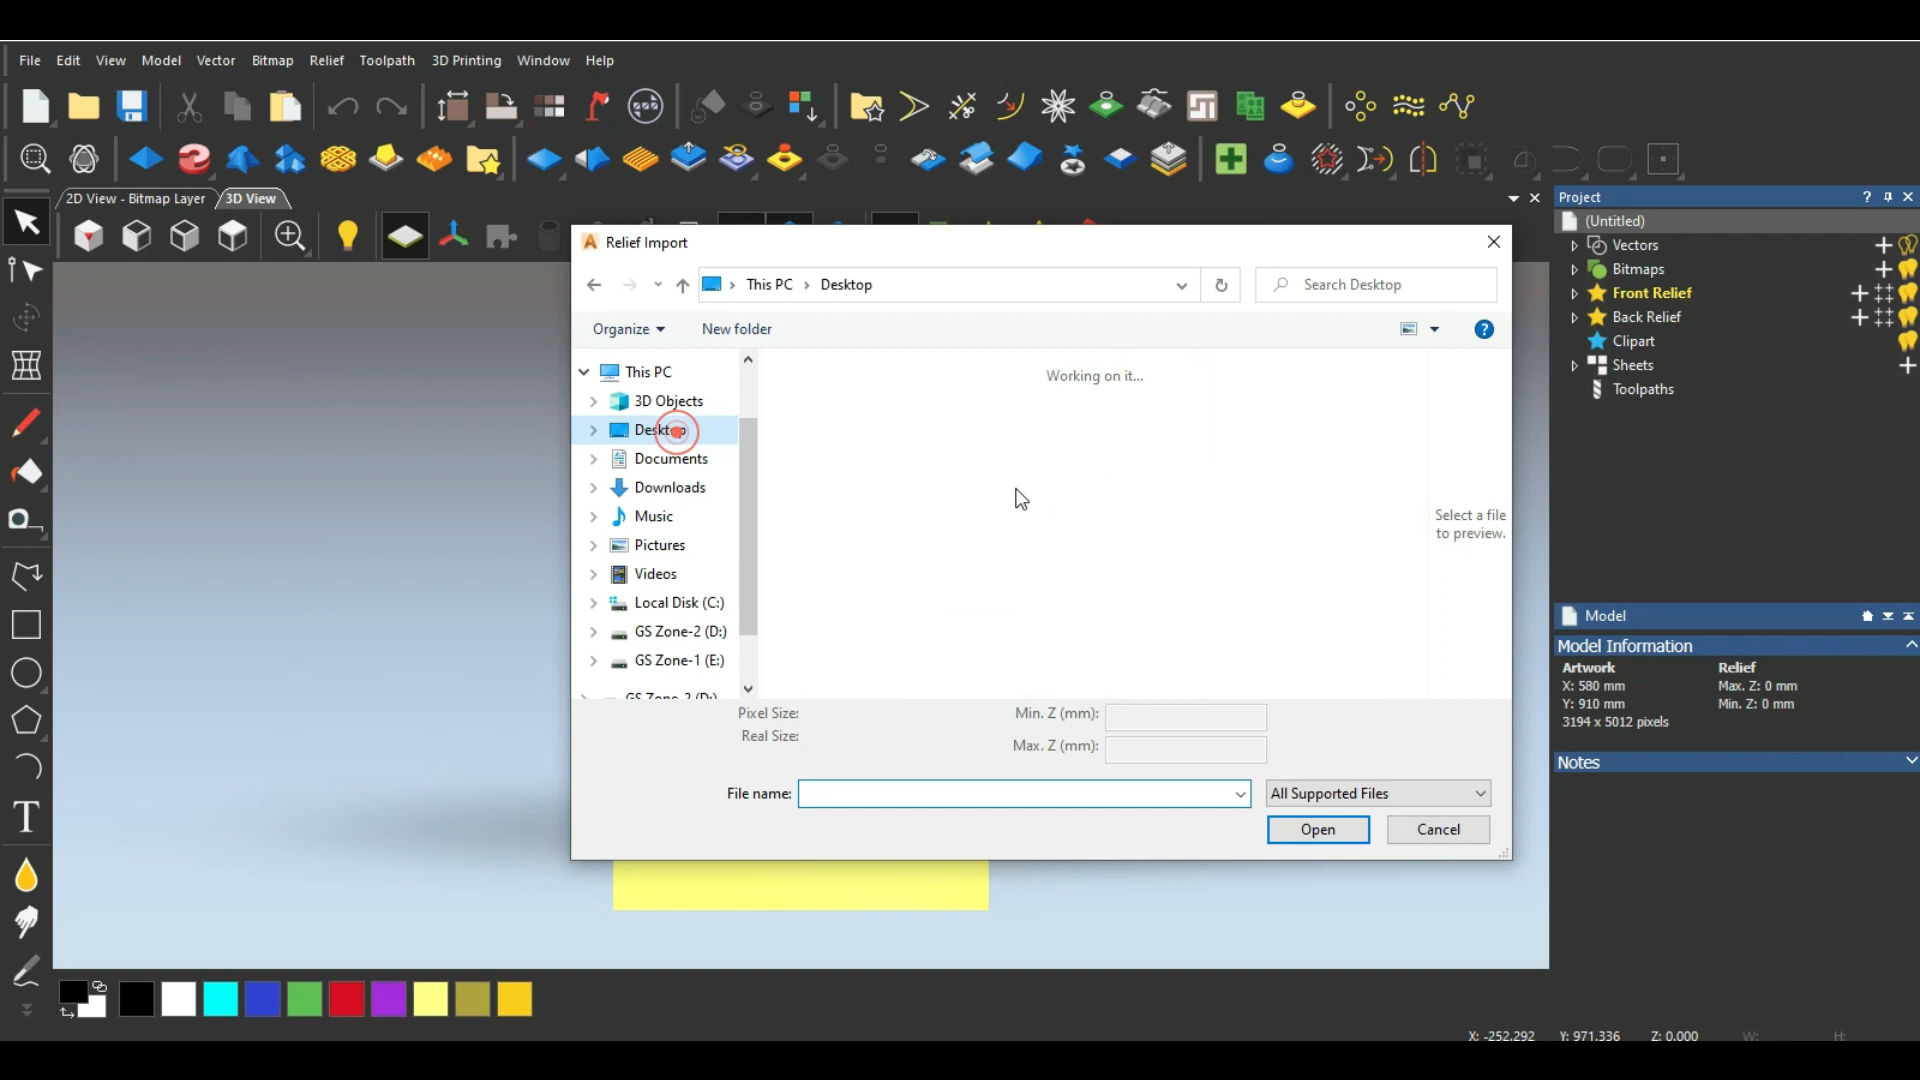 File Edit View Model Vector Bitmap Relief Toolpath 3D Printing Window Help
2D View - Bitmap Layer 3D View
Project
(Untitled)
Vectors
Bitmaps
Front Relief
Back Relief
Clipart
Sheets
Toolpaths
Relief Import
This PC > Desktop
Search Desktop
Organize New folder
This PC
3D Objects
Desktop
Documents
Downloads
Music
Pictures
Videos
Local Disk (C:)
GS Zone-2 (D:)
GS Zone-1 (E:)
GS Zone-2 (D:)
Working on it...
Select a file
to preview.
Pixel Size: Min. Z (mm):
Real Size: Max. Z (mm):
File name: All Supported Files
Open Cancel
Model
Model Information
Artwork Relief
X: 580 mm Max. Z: 0 mm
Y: 910 mm Min. Z: 0 mm
3194 x 5012 pixels
Notes
T
X: -252.292 Y: 971.336 Z: 0.000 W: H: